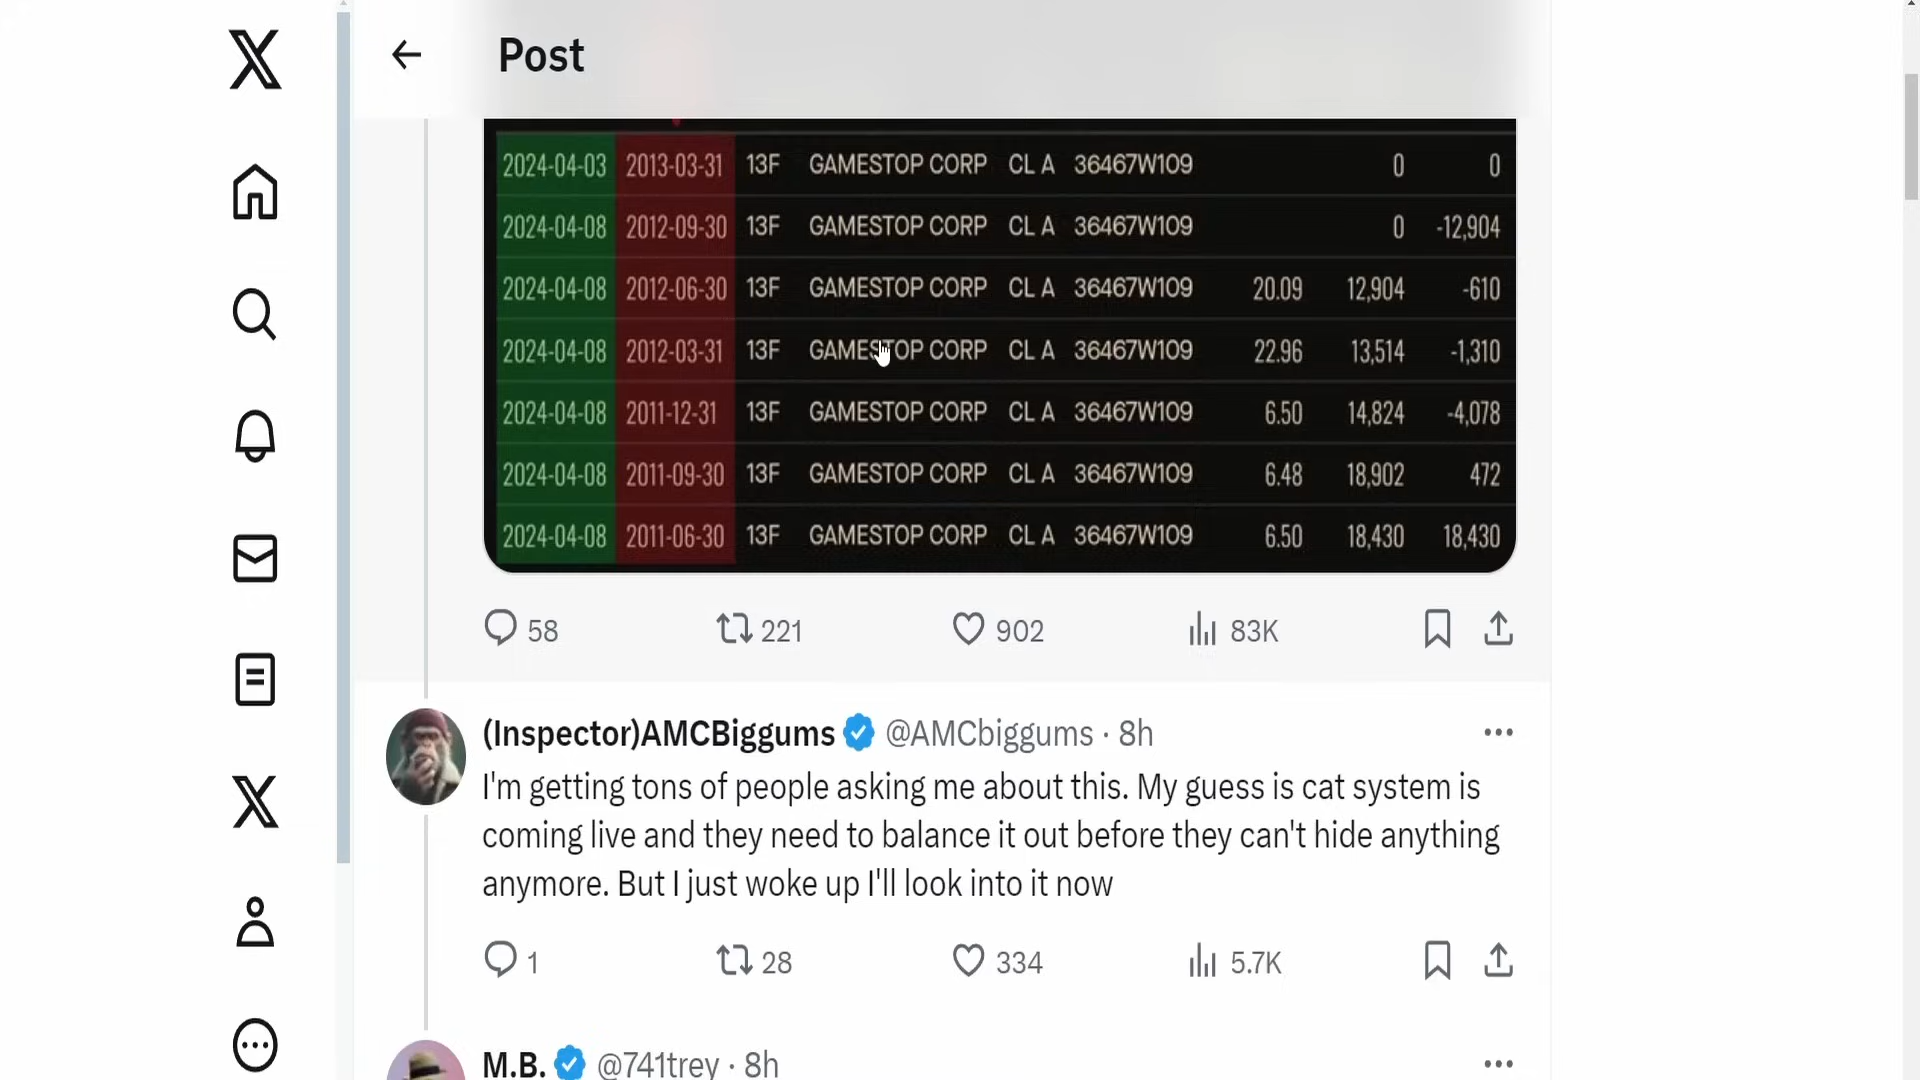 Post
2024-04-03 2013-03-31 13F GAMESTOP CORP CL A 36467W109 0 0
2024-04-08 2012-09-30 13F GAMESTOP CORP CL A 36467W109 0 -12,904
2024-04-08 2012-06-30 13F GAMESTOP CORP CL A 36467W109 20.09 12,904 -610
2024-04-08 2012-03-31 13F GAMESTOP CORP CL A 36467W109 22.96 13,514 -1,310
2024-04-08 2011-12-31 13F GAMESTOP CORP CL A 36467W109 6.50 14,824 -4,078
2024-04-08 2011-09-30 13F GAMESTOP CORP CL A 36467W109 6.48 18,902 472
2024-04-08 2011-06-30 13F GAMESTOP CORP CL A 36467W109 6.50 18,430 18,430
58 221 902 83K
(Inspector)AMCBiggums @AMCbiggums · 8h
I'm getting tons of people asking me about this. My guess is cat system is
coming live and they need to balance it out before they can't hide anything
anymore. But I just woke up I'll look into it now
1 28 334 5.7K
M.B. @741trey · 8h